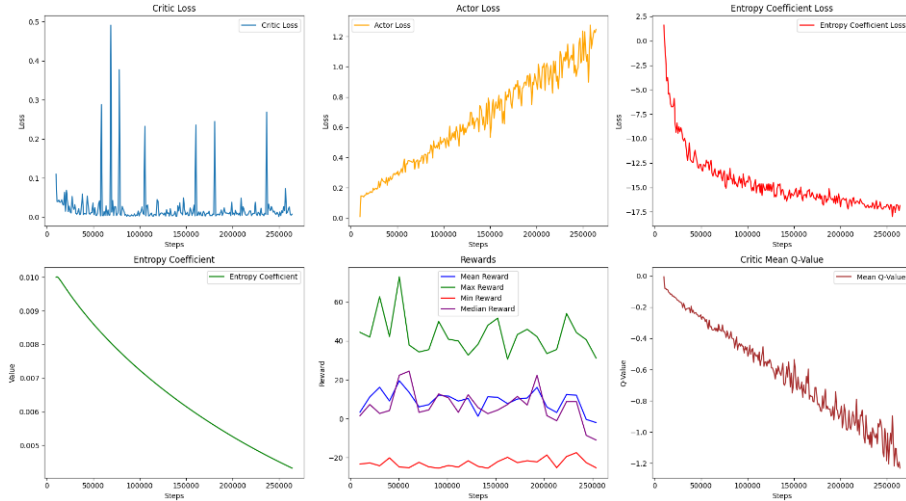 Critic Loss
Critic Loss
0.5
0.4
0.3
0.2
0.1
0.0
Loss
0
50000
100000
150000
200000
250000
Steps
Actor Loss
Actor Loss
1.2
1.0
0.8
0.6
0.4
0.2
0.0
Loss
0
50000
100000
150000
200000
250000
Steps
Entropy Coefficient Loss
Entropy Coefficient Loss
2.5
0.0
−2.5
−5.0
−7.5
−10.0
−12.5
−15.0
−17.5
Loss
0
50000
100000
150000
200000
250000
Steps
Entropy Coefficient
Entropy Coefficient
0.010
0.009
0.008
0.007
0.006
0.005
Value
0
50000
100000
150000
200000
250000
Steps
Rewards
Mean Reward
Max Reward
Min Reward
Median Reward
60
40
20
0
−20
Reward
0
50000
100000
150000
200000
250000
Steps
Critic Mean Q-Value
Mean Q-Value
0.0
−0.2
−0.4
−0.6
−0.8
−1.0
−1.2
Q-Value
0
50000
100000
150000
200000
250000
Steps